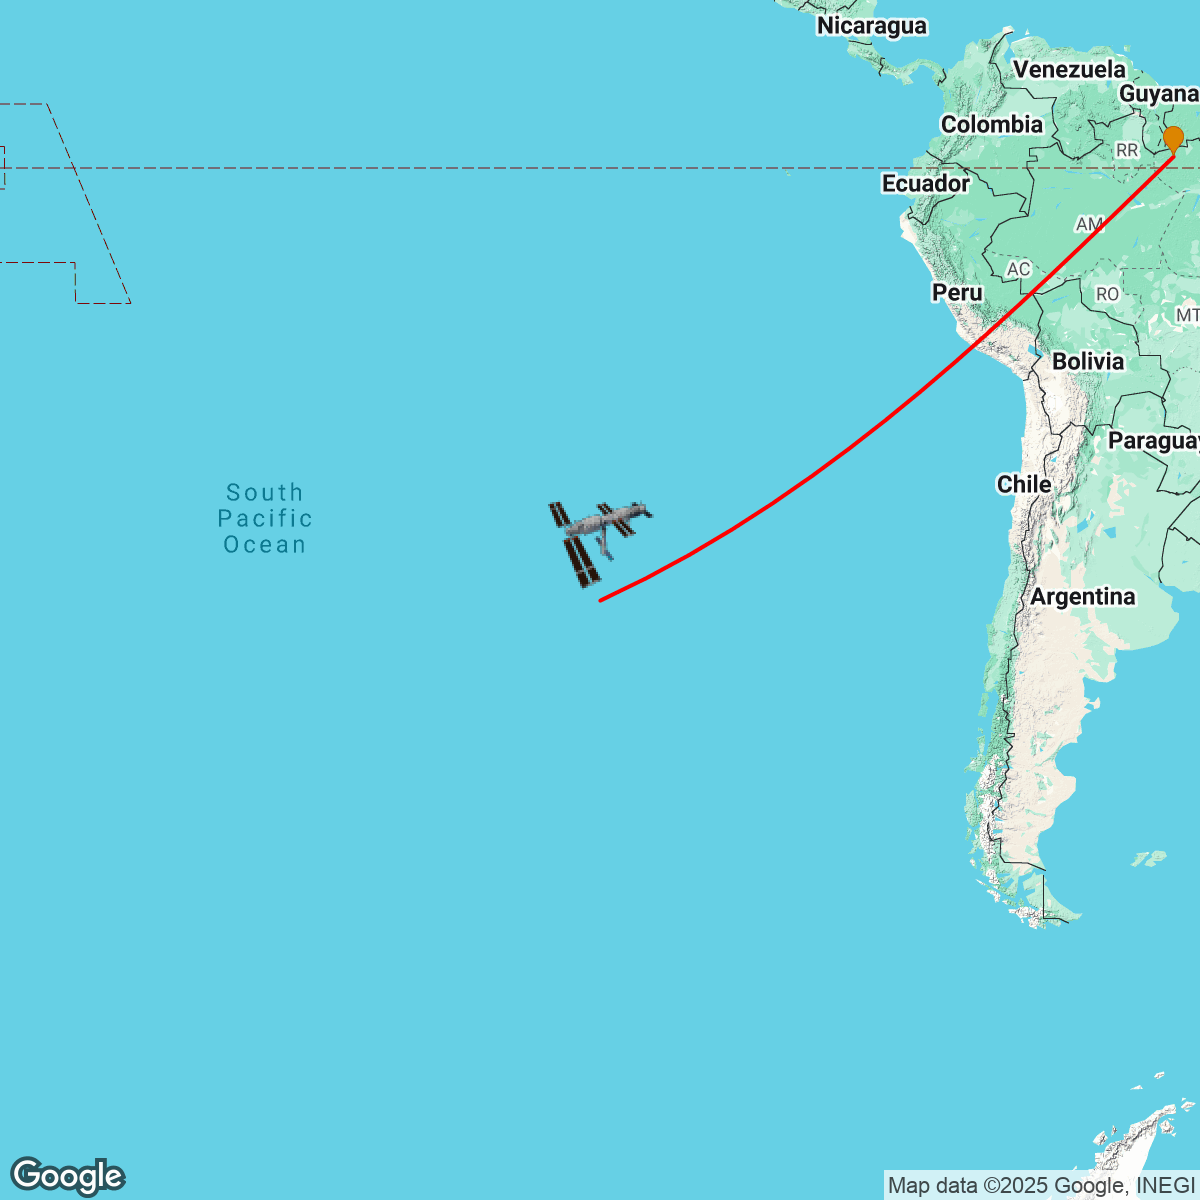 Nicaragua
Venezuela
Guyana
Colombia
RR
Ecuador
AM
AC
Peru
RO
MT
Bolivia
Paraguay
Chile
South
Pacific
Ocean
Argentina
Google
Map data ©2025 Google, INEGI